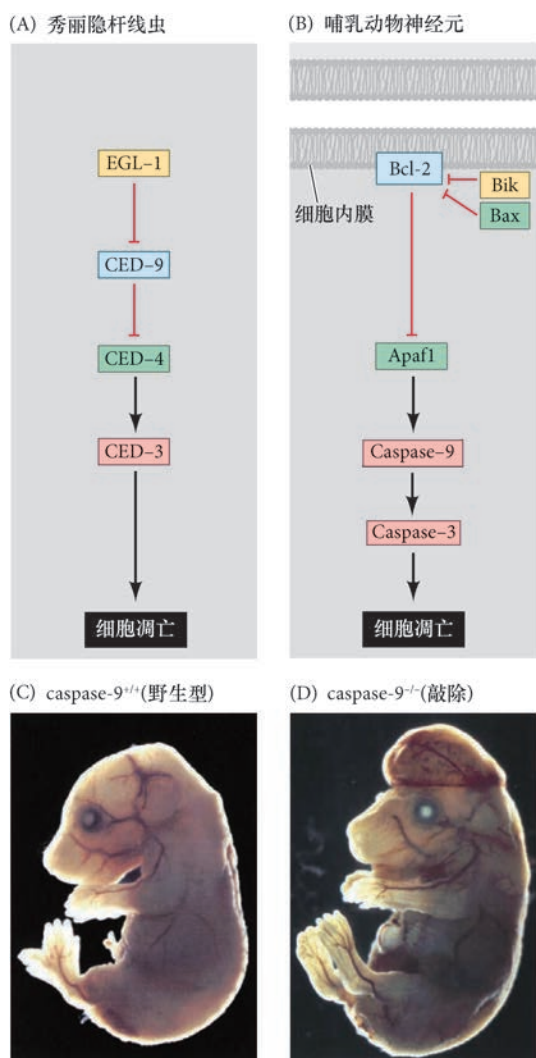 (A) 秀丽隐杆线虫
EGL-1
CED-9
CED-4
CED-3
细胞凋亡
(B) 哺乳动物神经元
Bcl-2
Bik
Bax
细胞内膜
Apaf1
Caspase-9
Caspase-3
细胞凋亡
(C) caspase-9+/+(野生型)
(D) caspase-9-/-(敲除)